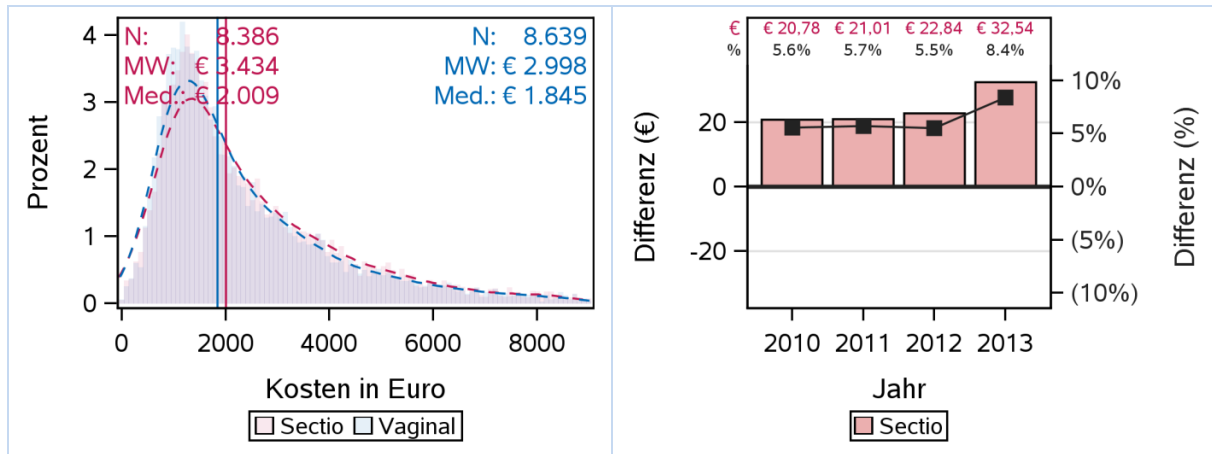 N: 8.386
MW: € 3.434
Med.: € 2.009
N: 8.639
MW: € 2.998
Med.: € 1.845
4
3
2
1
0
Prozent
0 2000 4000 6000 8000
Kosten in Euro
Sectio Vaginal
€ € 20,78 € 21,01 € 22,84 € 32,54
% 5.6% 5.7% 5.5% 8.4%
Differenz (€)
20
0
-20
10%
5%
0%
(5%)
(10%)
Differenz (%)
2010 2011 2012 2013
Jahr
Sectio